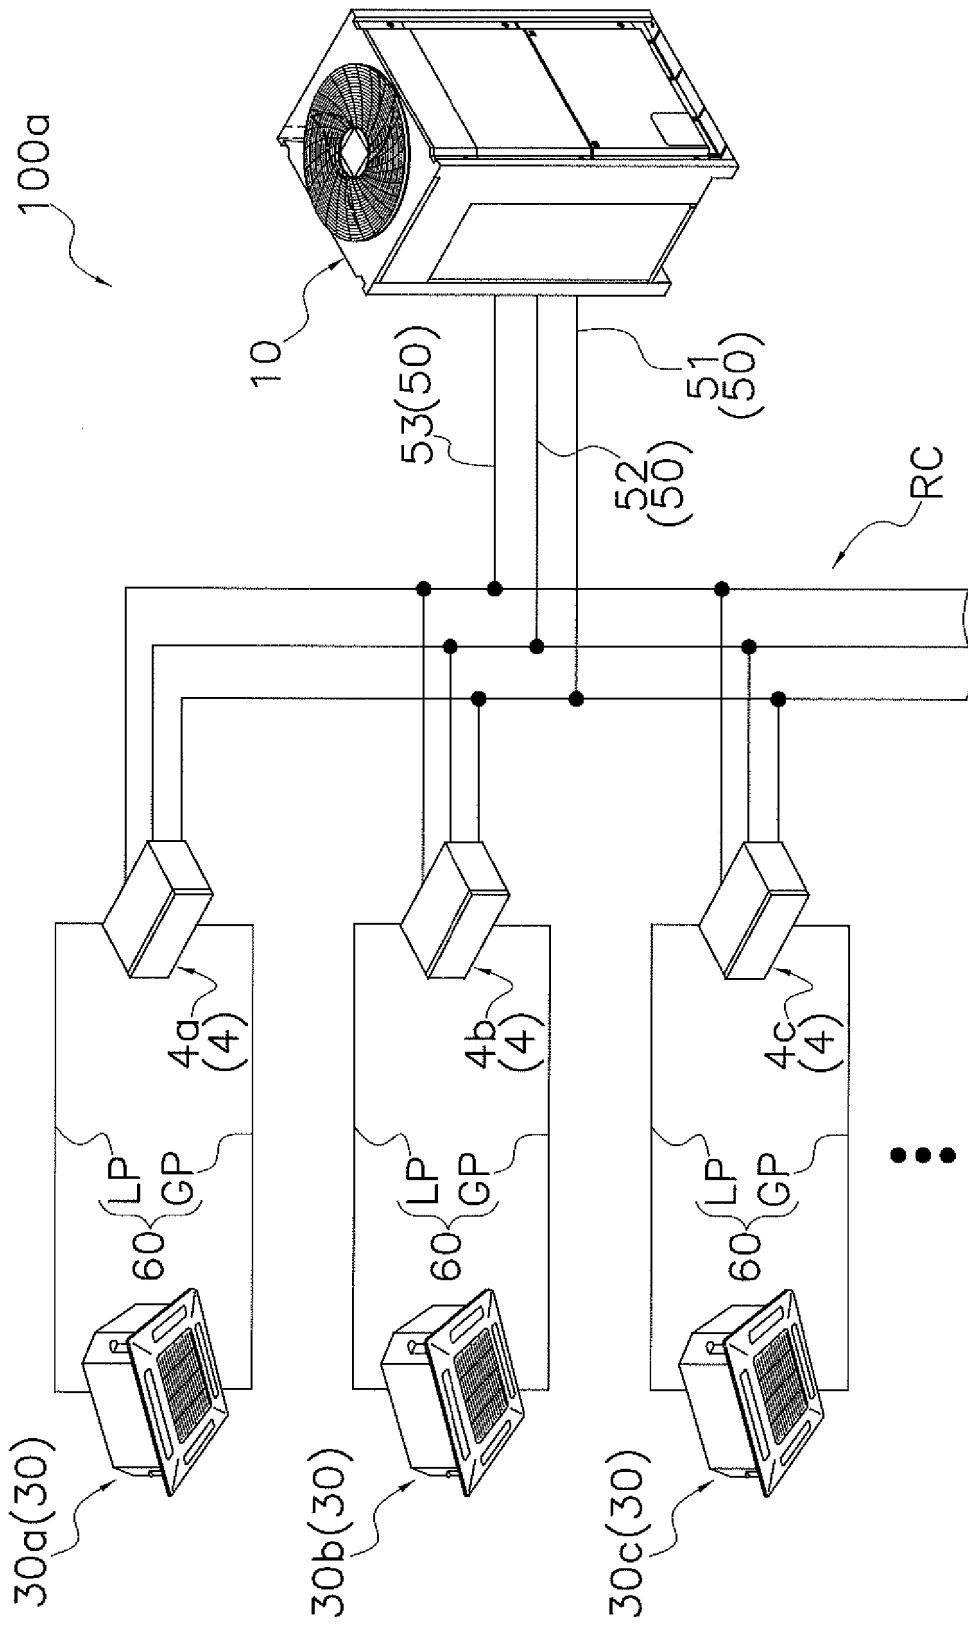 100a
10
53(50)
52
(50)
51
(50)
RC
4a
(4)
4b
(4)
4c
(4)
LP
GP
60
LP
GP
60
LP
GP
60
30a(30)
30b(30)
30c(30)